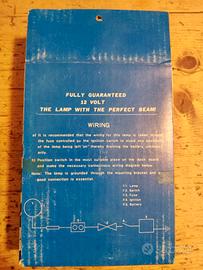 FULLY GUARANTEED
12 VOLT
THE LAMP WITH THE PERFECT BEAM!
WIRING
a) It is recommended that the wiring for this lamp is taken
the fuse controlled by the ignition switch to avoid any possibility
of the lamp being left on thereby draining the battery
b) Position switch in the most suitable place on the dash board
and make the necessary connections wiring diagram below.
Note: The lamp is grounded through the mounting bracket and a
good connection is essential.
1. Lamp
2. Switch
3. Fuse
4. Ignition
5. Battery